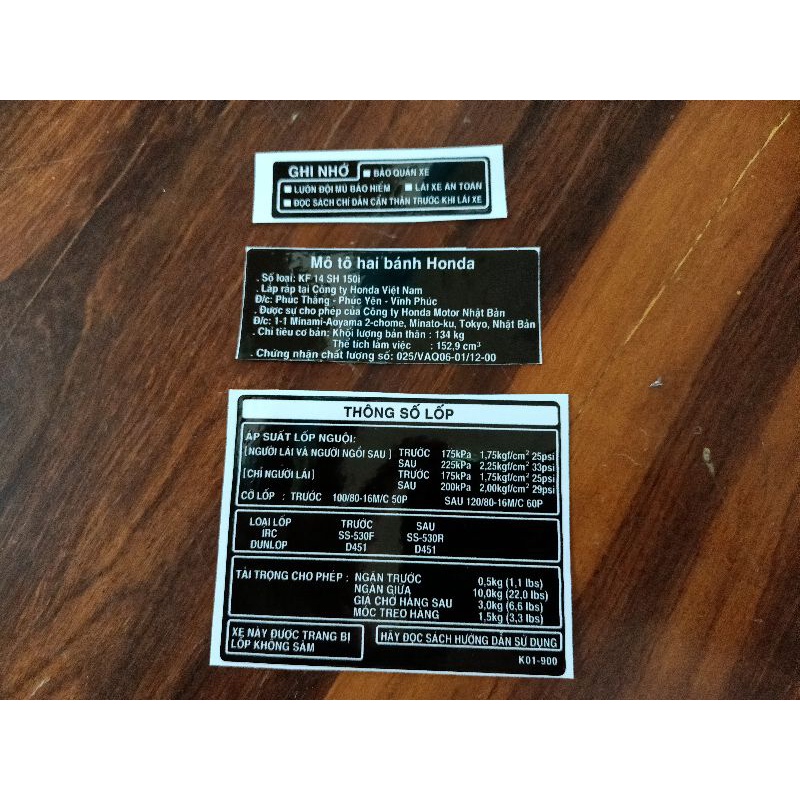 GHI NHỚ ■ BẢO QUẢN XE
■ LUÔN ĐỘI MŨ BẢO HIỂM ■ LÁI XE AN TOÀN
■ ĐỌC SÁCH CHỈ DẪN CẨN THẬN TRƯỚC KHI LÁI XE
Mô tô hai bánh Honda
. Số loại: KF 14 SH 150i
. Lắp ráp tại Công ty Honda Việt Nam
Đ/c: Phúc Thắng - Phúc Yên - Vĩnh Phúc
. Được sự cho phép của Công ty Honda Motor Nhật Bản
Đ/c: 1-1 Minami-Aoyama 2-chome, Minato-ku, Tokyo, Nhật Bản
. Chỉ tiêu cơ bản: Khối lượng bản thân : 134 kg
Thể tích làm việc : 152,9 cm³
. Chứng nhận chất lượng số: 025/VAQ06-01/12-00
THÔNG SỐ LỐP
ÁP SUẤT LỐP NGUỘI:
[NGƯỜI LÁI VÀ NGƯỜI NGỒI SAU ] TRƯỚC 175kPa 1,75kgf/cm² 25psi
SAU 225kPa 2,25kgf/cm² 33psi
[CHỈ NGƯỜI LÁI] TRƯỚC 175kPa 1,75kgf/cm² 25psi
SAU 200kPa 2,00kgf/cm² 29psi
CỠ LỐP : TRƯỚC 100/80-16M/C 50P SAU 120/80-16M/C 60P
LOẠI LỐP TRƯỚC SAU
IRC SS-530F SS-530R
DUNLOP D451 D451
TẢI TRỌNG CHO PHÉP : NGĂN TRƯỚC 0,5kg (1,1 lbs)
NGĂN GIỮA 10,0kg (22,0 lbs)
GIÁ CHỞ HÀNG SAU 3,0kg (6,6 lbs)
MÓC TREO HÀNG 1,5kg (3,3 lbs)
XE NÀY ĐƯỢC TRANG BỊ
LỐP KHÔNG SĂM
HÃY ĐỌC SÁCH HƯỚNG DẪN SỬ DỤNG
K01-900